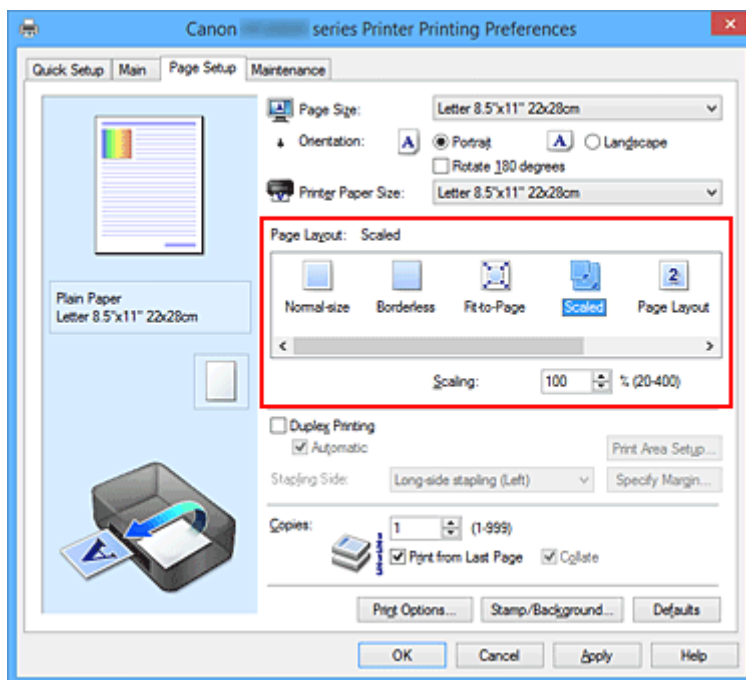 Canon series Printer Printing Preferences
Quick Setup Main Page Setup Maintenance
Page Size: Letter 8.5"x11" 22x28cm
Orientation: A Portrait A Landscape
Rotate 180 degrees
Printer Paper Size: Letter 8.5"x11" 22x28cm
Page Layout: Scaled
2
Normal-size Borderless Fit-to-Page Scaled Page Layout
Scaling: 100 % (20-400)
Plain Paper
Letter 8.5"x11" 22x28cm
Duplex Printing
Automatic
Print Area Setup...
Stapling Side: Long-side stapling (Left) Specify Margin...
Copies: 1 (1-999)
Print from Last Page Collate
A
Print Options... Stamp/Background... Defaults
OK Cancel Apply Help